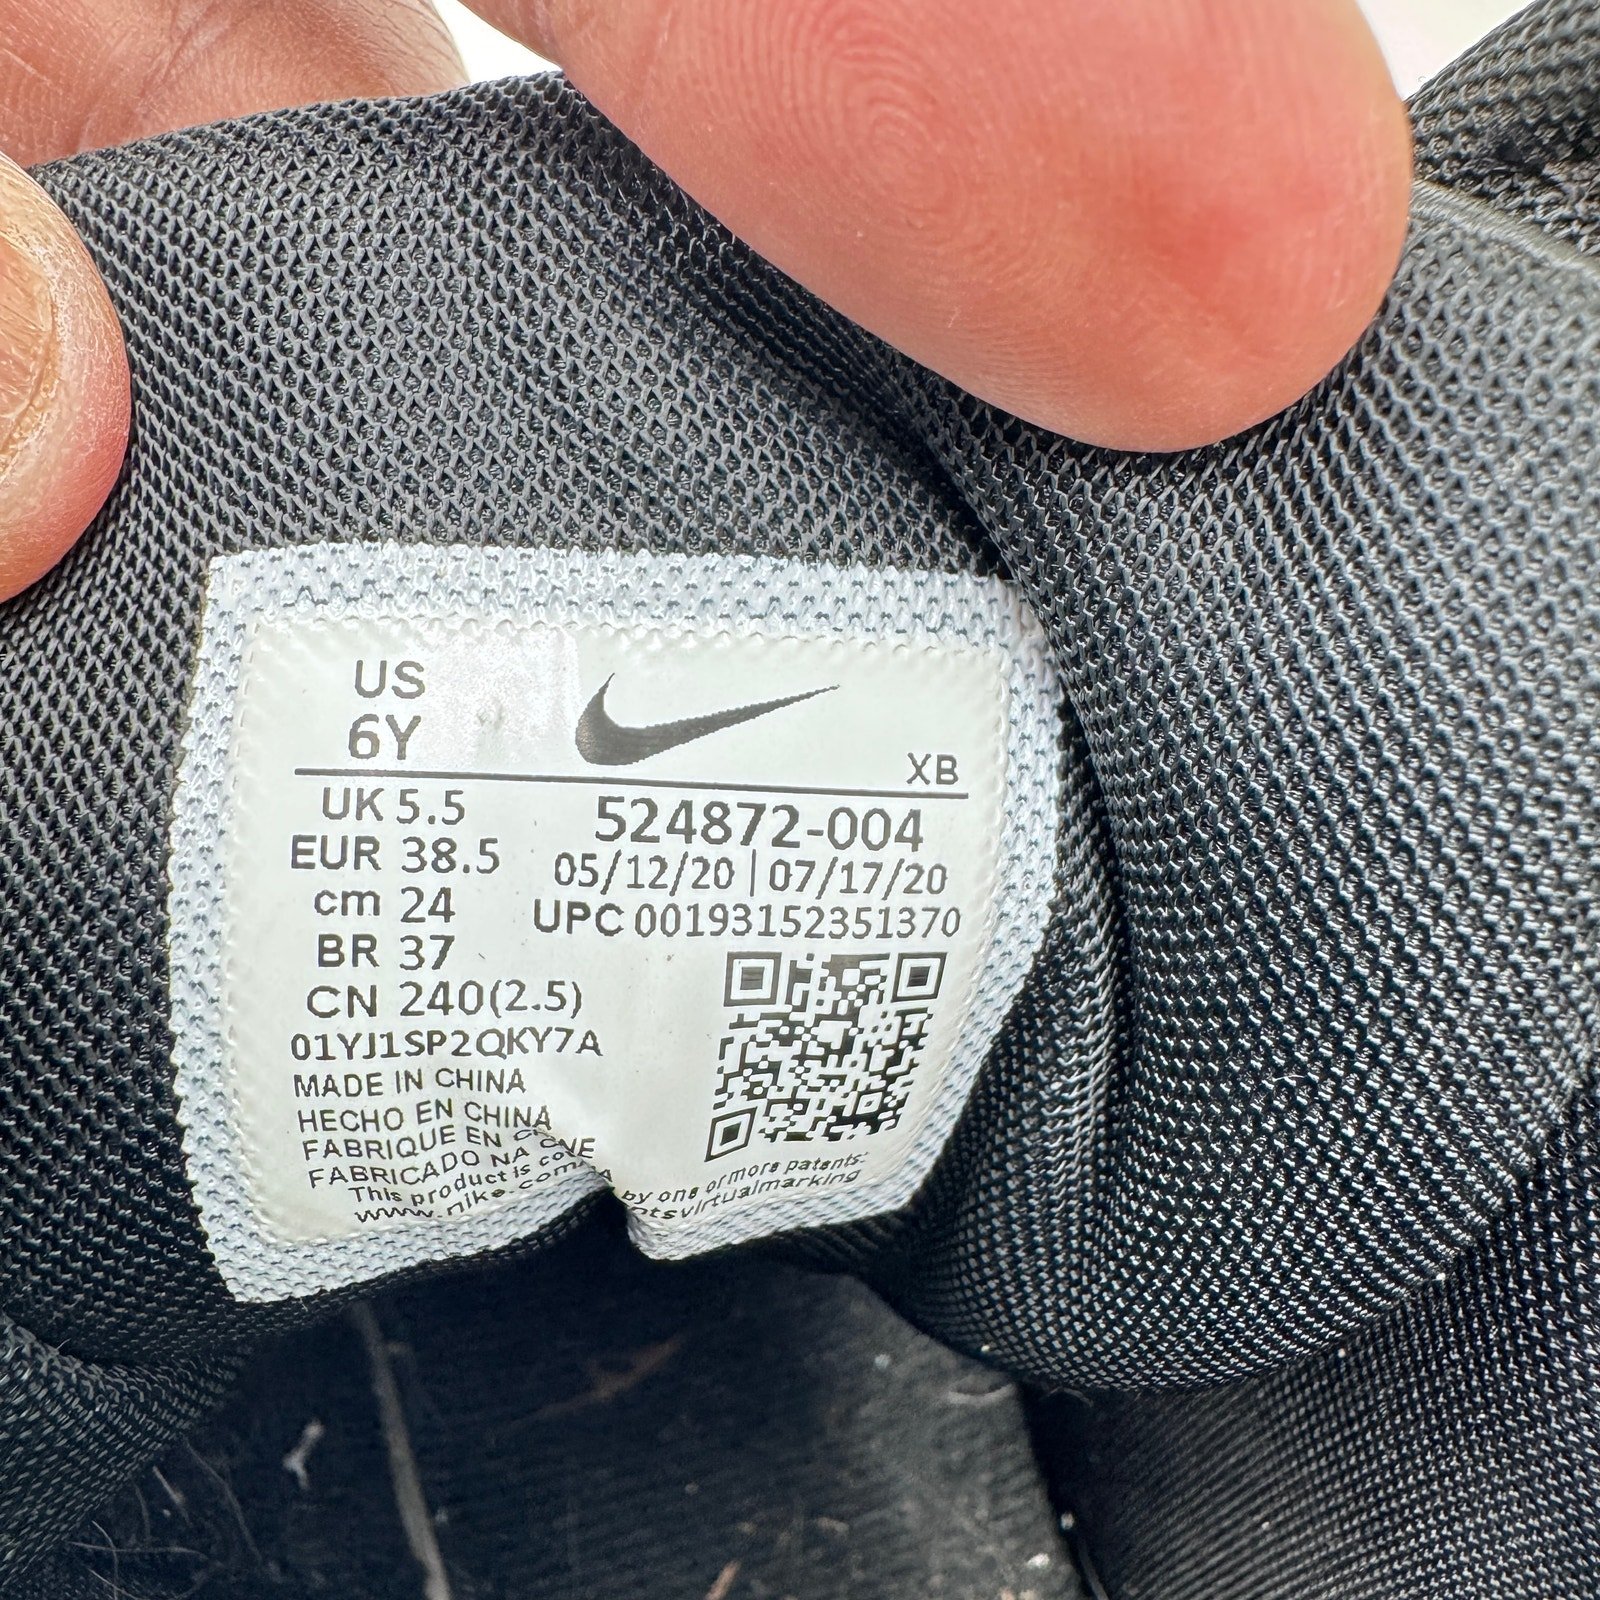 US
6Y
XB
UK 5.5
EUR 38.5
cm 24
BR 37
CN 240(2.5)
01YJ1SP2QKY7A
524872-004
05/12/20 | 07/17/20
UPC 00193152351370
MADE IN CHINA
HECHO EN CHINA
FABRIQUE EN
FABRICADO NA
This product is by one or more patents:
www.nike.com